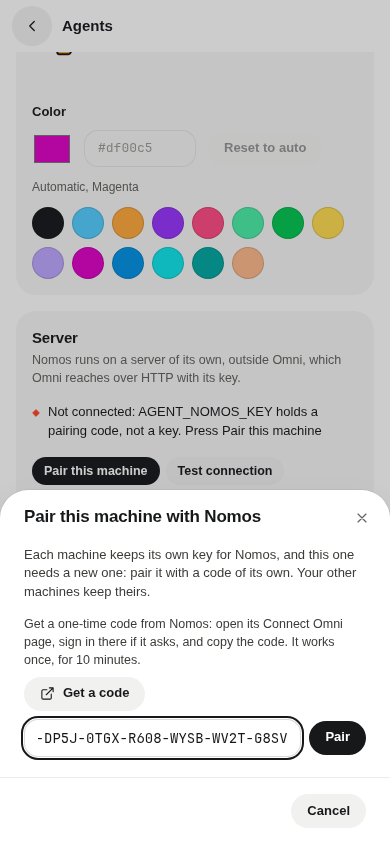 Agents
Color
#df00c5
Reset to auto
Automatic, Magenta
Server
Nomos runs on a server of its own, outside Omni, which
Omni reaches over HTTP with its key.
Not connected: AGENT_NOMOS_KEY holds a
pairing code, not a key. Press Pair this machine
Pair this machine
Test connection
Pair this machine with Nomos
Each machine keeps its own key for Nomos, and this one
needs a new one: pair it with a code of its own. Your other
machines keep theirs.
Get a one-time code from Nomos: open its Connect Omni
page, sign in there if it asks, and copy the code. It works
once, for 10 minutes.
Get a code
-DP5J-0TGX-R608-WYSB-WV2T-G8SV
Pair
Cancel